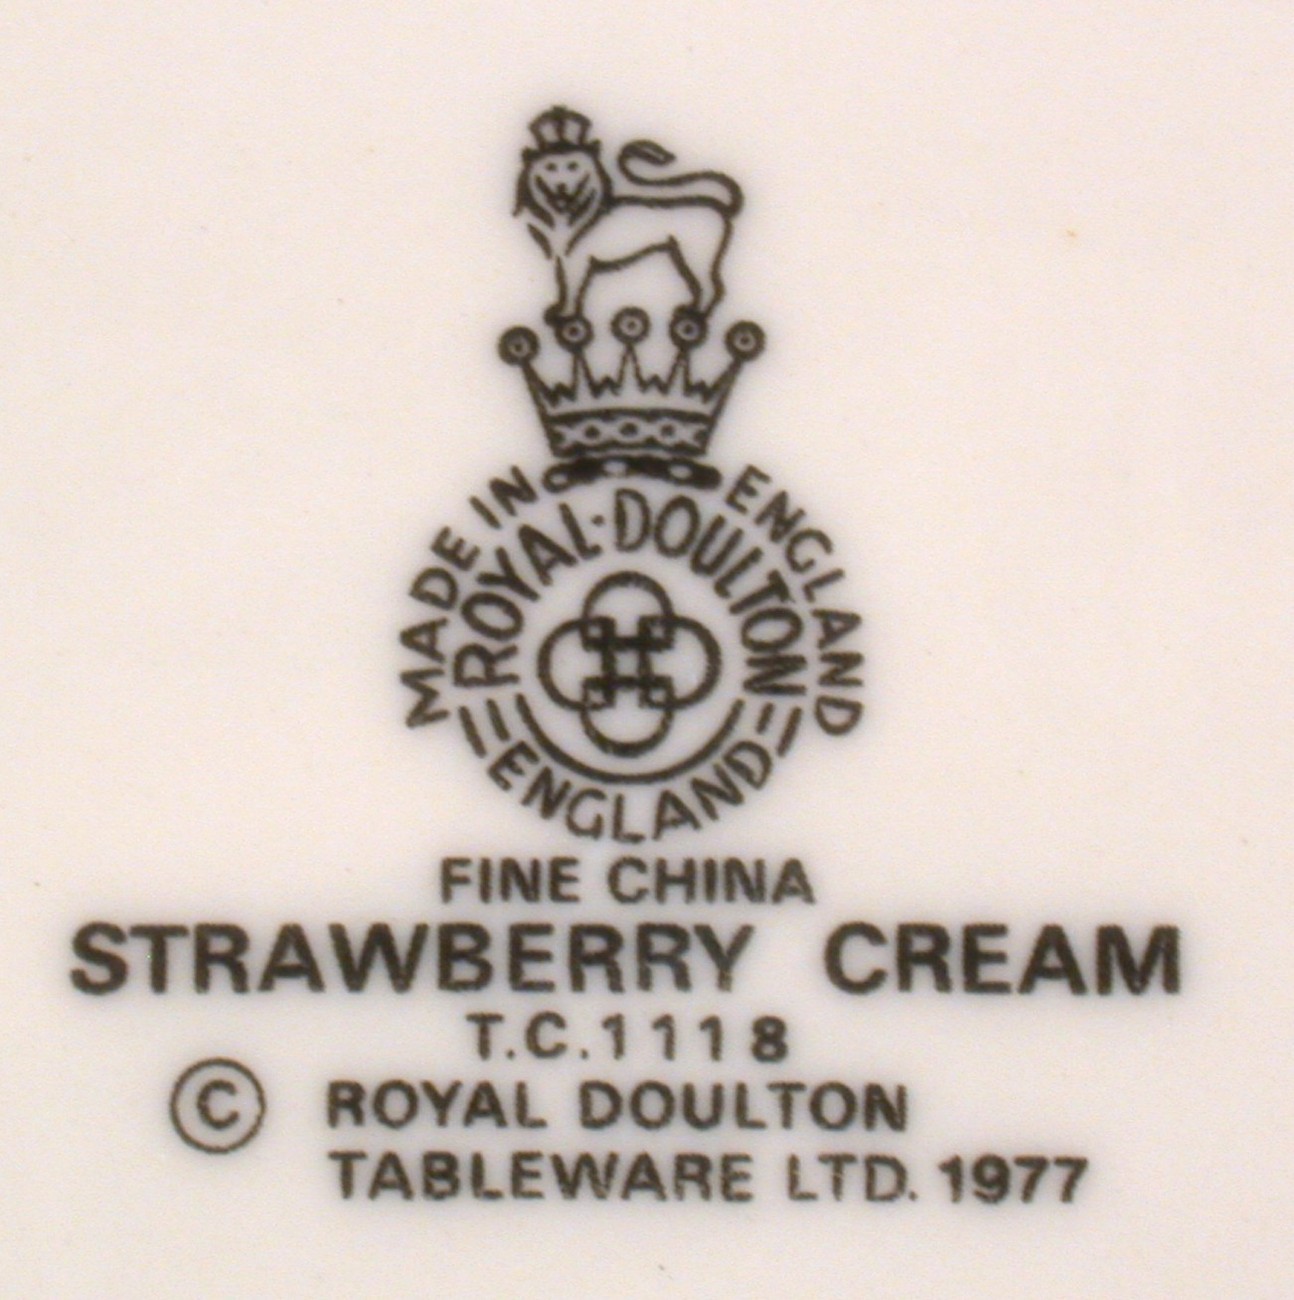 MADE IN ENGLAND
ROYAL·DOULTON
ENGLAND
FINE CHINA
STRAWBERRY CREAM
T.C.1118
© ROYAL DOULTON
TABLEWARE LTD. 1977